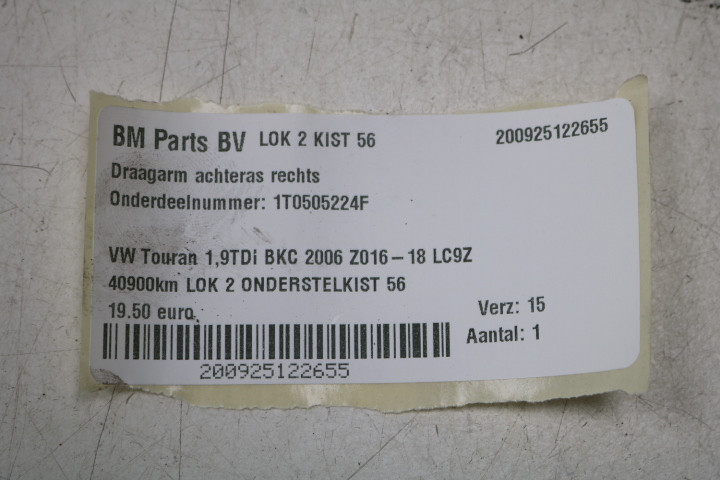 BM Parts BV LOK 2 KIST 56 200925122655
Draagarm achteras rechts
Onderdeelnummer: 1T0505224F
VW Touran 1,9TDi BKC 2006 Z016-18 LC9Z
40900km LOK 2 ONDERSTELKIST 56
19.50 euro. Verz: 15
Aantal: 1
200925122655